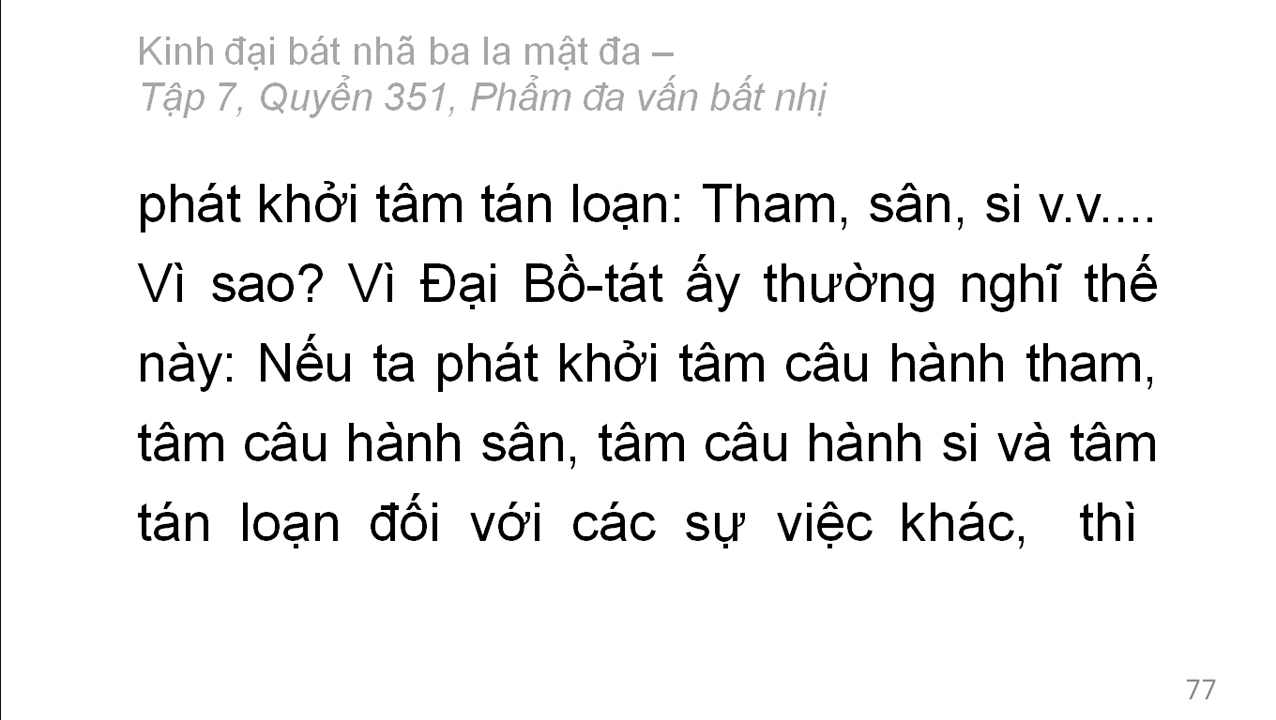 Kinh đại bát nhã ba la mật đa –
Tập 7, Quyển 351, Phẩm đa vấn bất nhị
phát khởi tâm tán loạn: Tham, sân, si v.v....
Vì sao? Vì Đại Bồ-tát ấy thường nghĩ thế
này: Nếu ta phát khởi tâm câu hành tham,
tâm câu hành sân, tâm câu hành si và tâm
tán loạn đối với các sự việc khác, thì
77